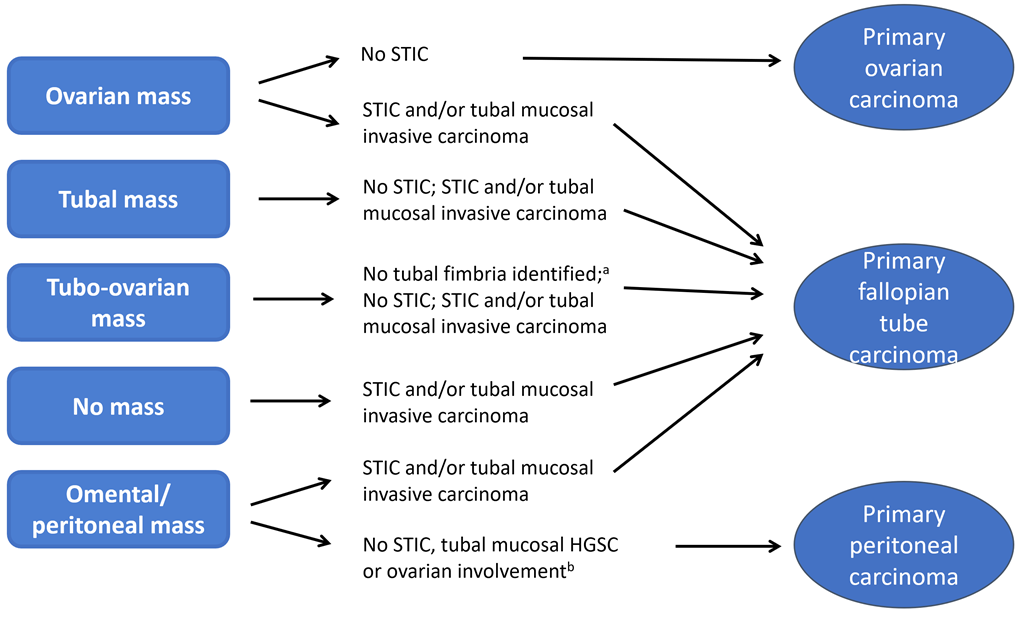 Ovarian mass
No STIC
STIC and/or tubal mucosal
invasive carcinoma
Primary
ovarian
carcinoma
Tubal mass
No STIC; STIC and/or tubal
mucosal invasive carcinoma
Tubo-ovarian
mass
No tubal fimbria identified;ᵃ
No STIC; STIC and/or tubal
mucosal invasive carcinoma
Primary
fallopian
tube
carcinoma
No mass
STIC and/or tubal mucosal
invasive carcinoma
Omental/
peritoneal mass
STIC and/or tubal mucosal
invasive carcinoma
No STIC, tubal mucosal HGSC
or ovarian involvementᵇ
Primary
peritoneal
carcinoma